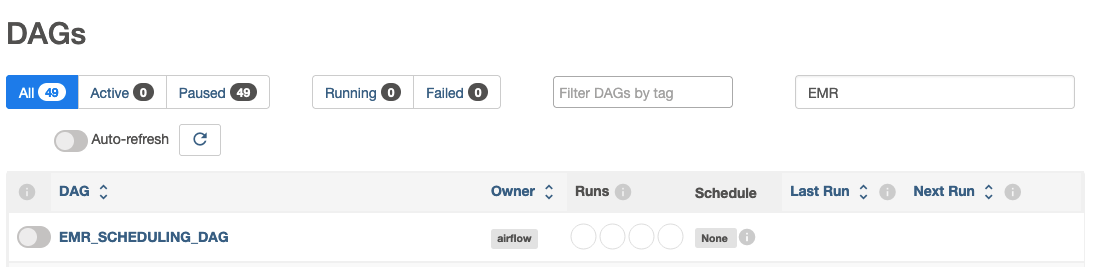 DAGs
All 49 Active 0 Paused 49 Running 0 Failed 0 Filter DAGs by tag EMR
Auto-refresh
i DAG Owner Runs i Schedule Last Run i Next Run i
EMR_SCHEDULING_DAG airflow None i